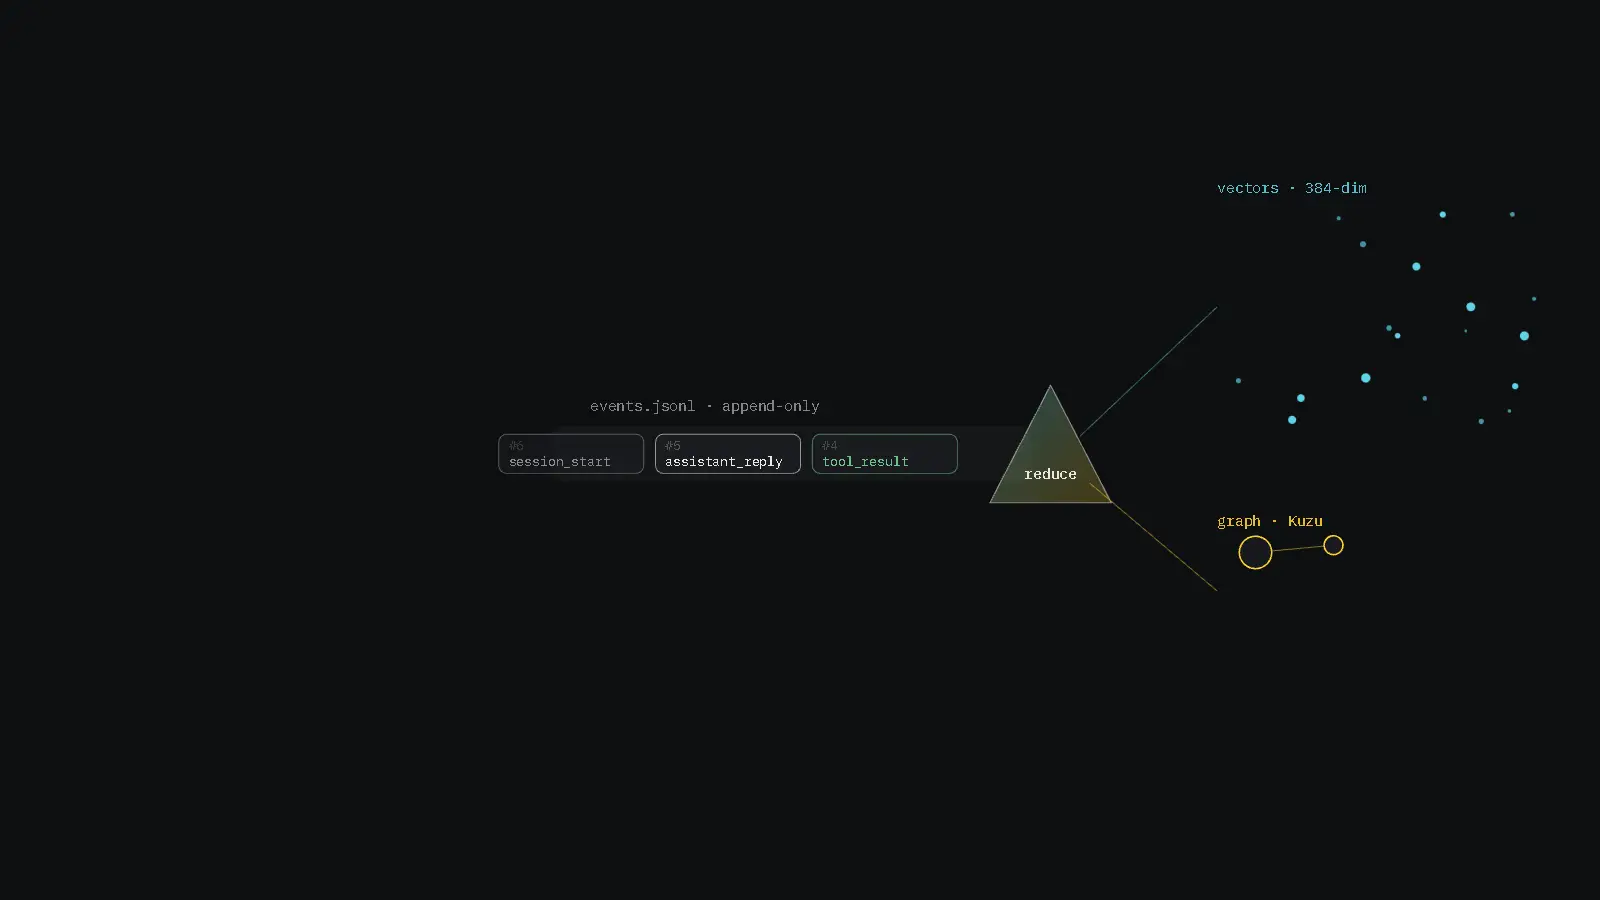 vectors · 384-dim
events.jsonl · append-only
#6
session_start
#5
assistant_reply
#4
tool_result
reduce
graph · Kuzu